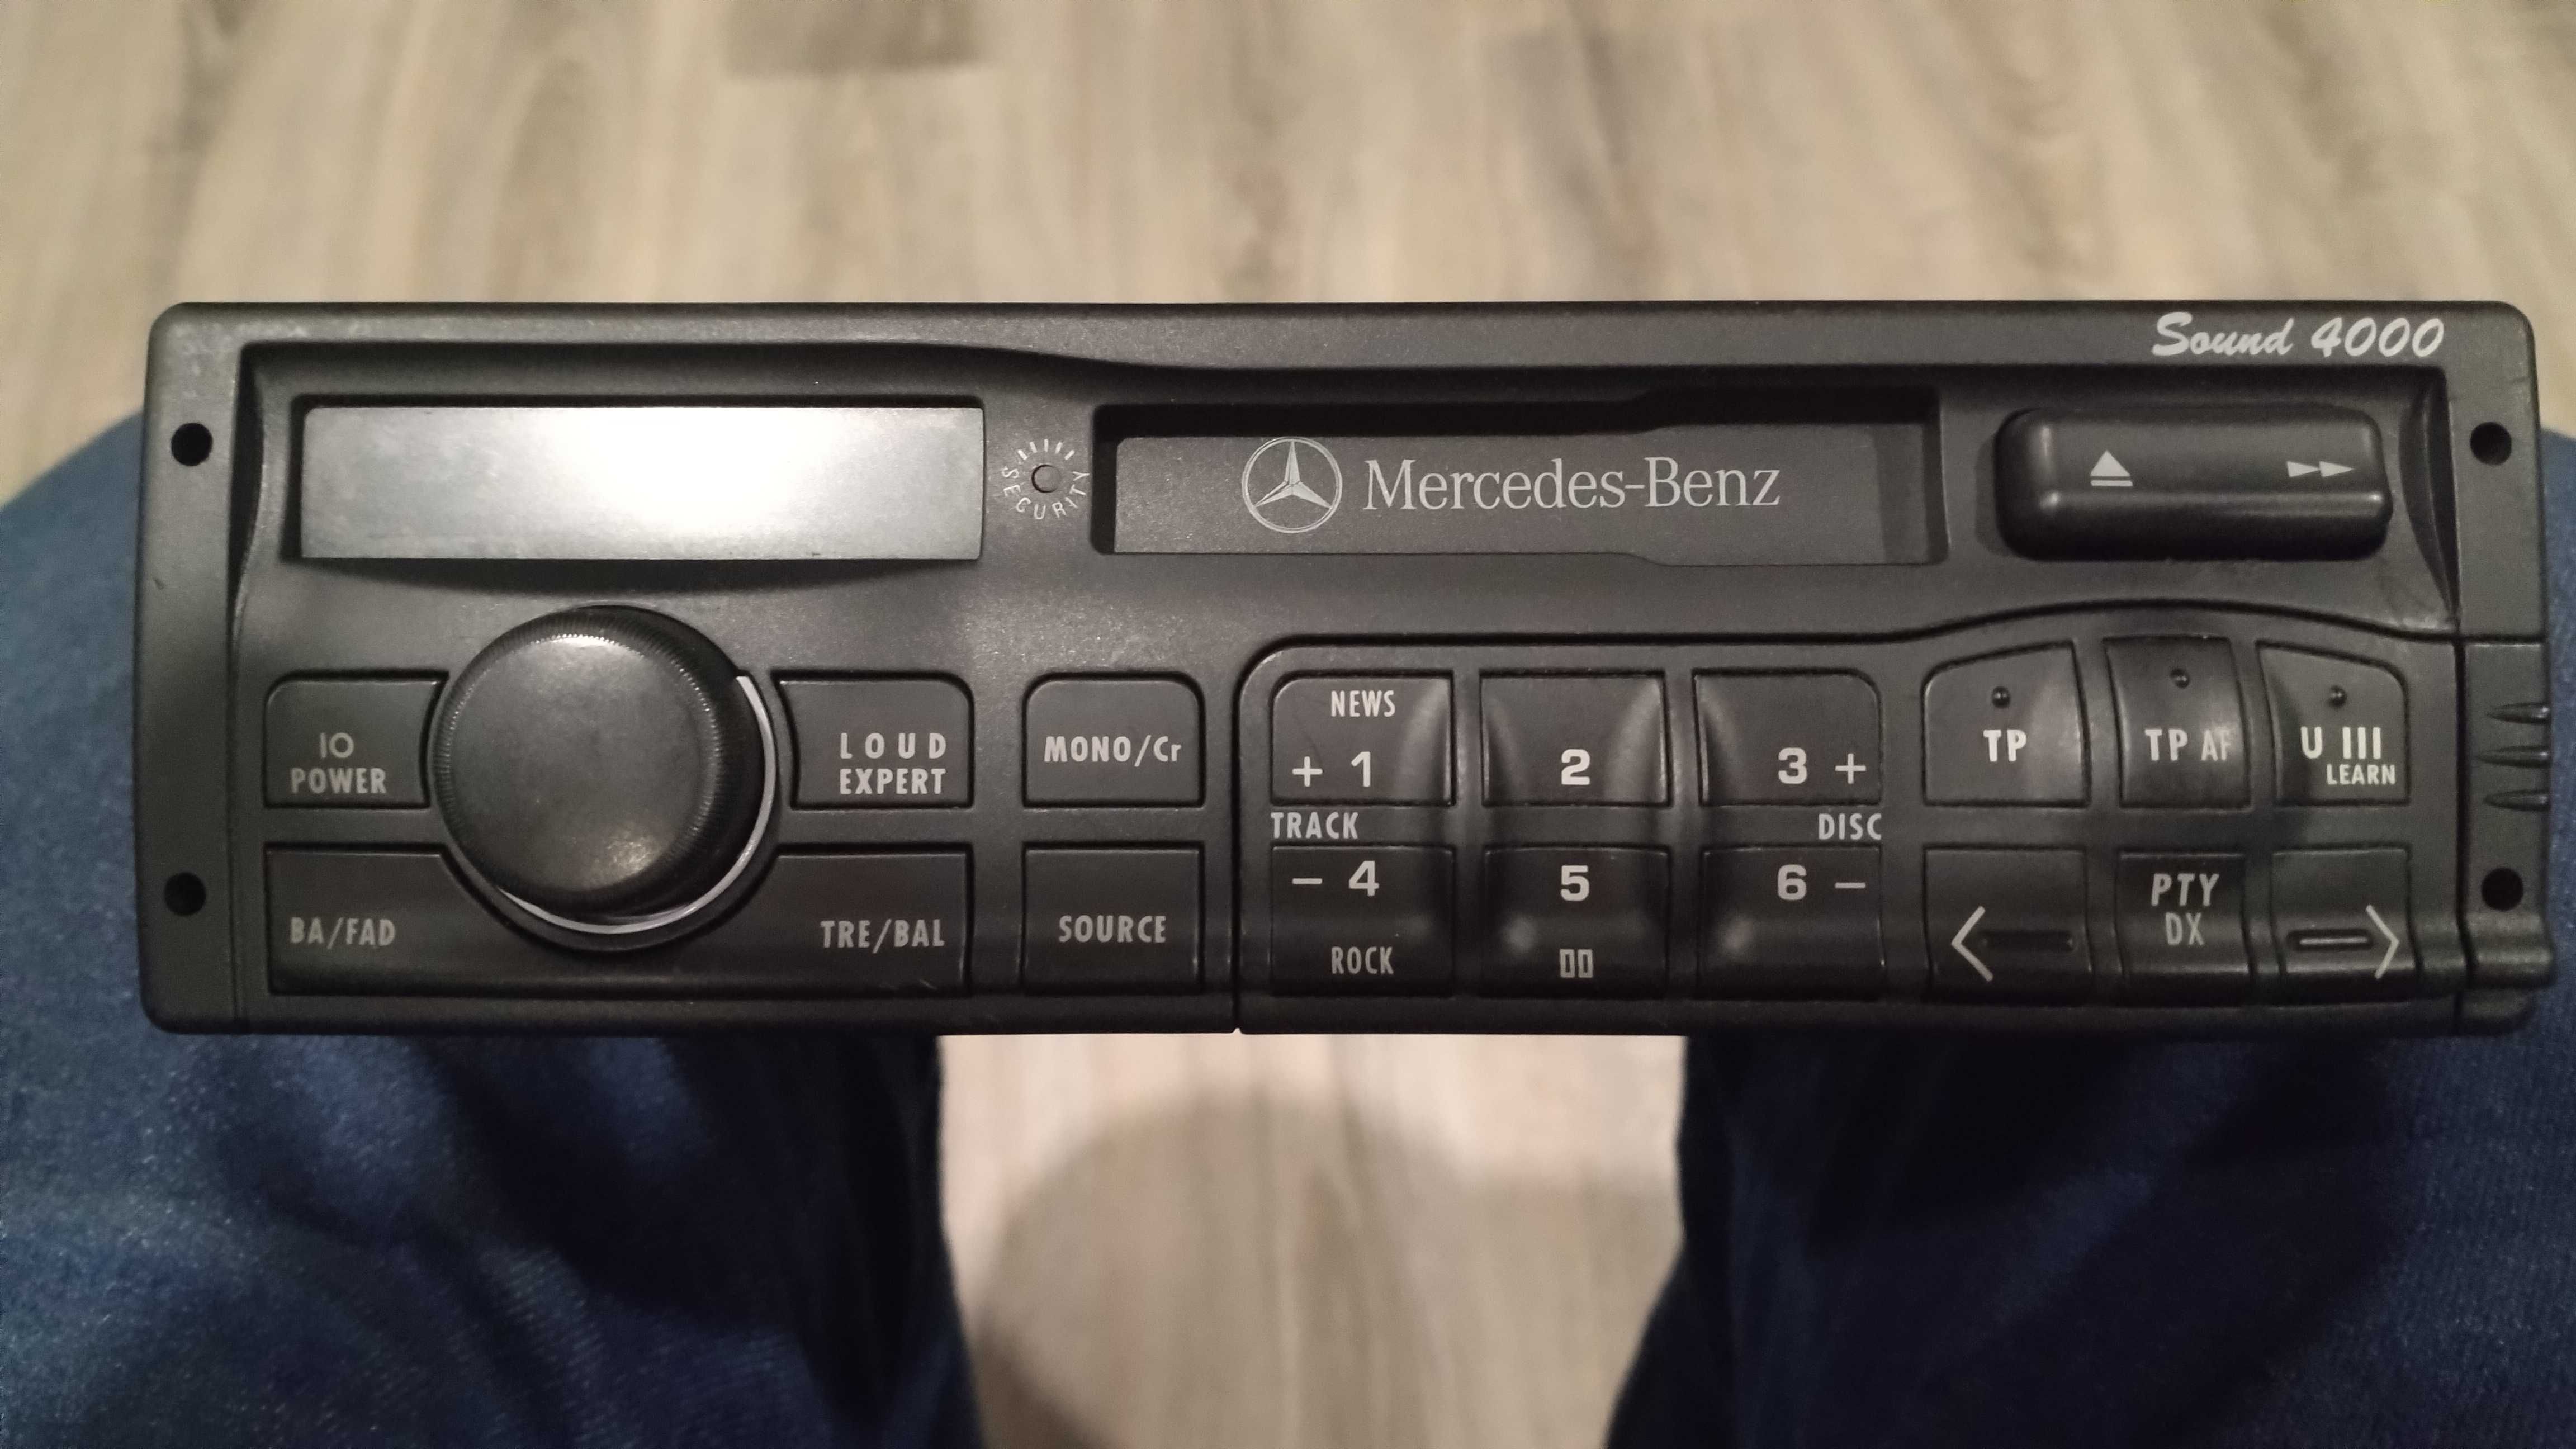 Sound 4000
SECURITY
Mercedes-Benz
IO
POWER
LOUD
EXPERT
MONO/Cr
NEWS
+ 1
2
3 +
TP
TP AF
U III
LEARN
TRACK
DISC
BA/FAD
TRE/BAL
SOURCE
- 4
5
6 -
PTY
DX
ROCK